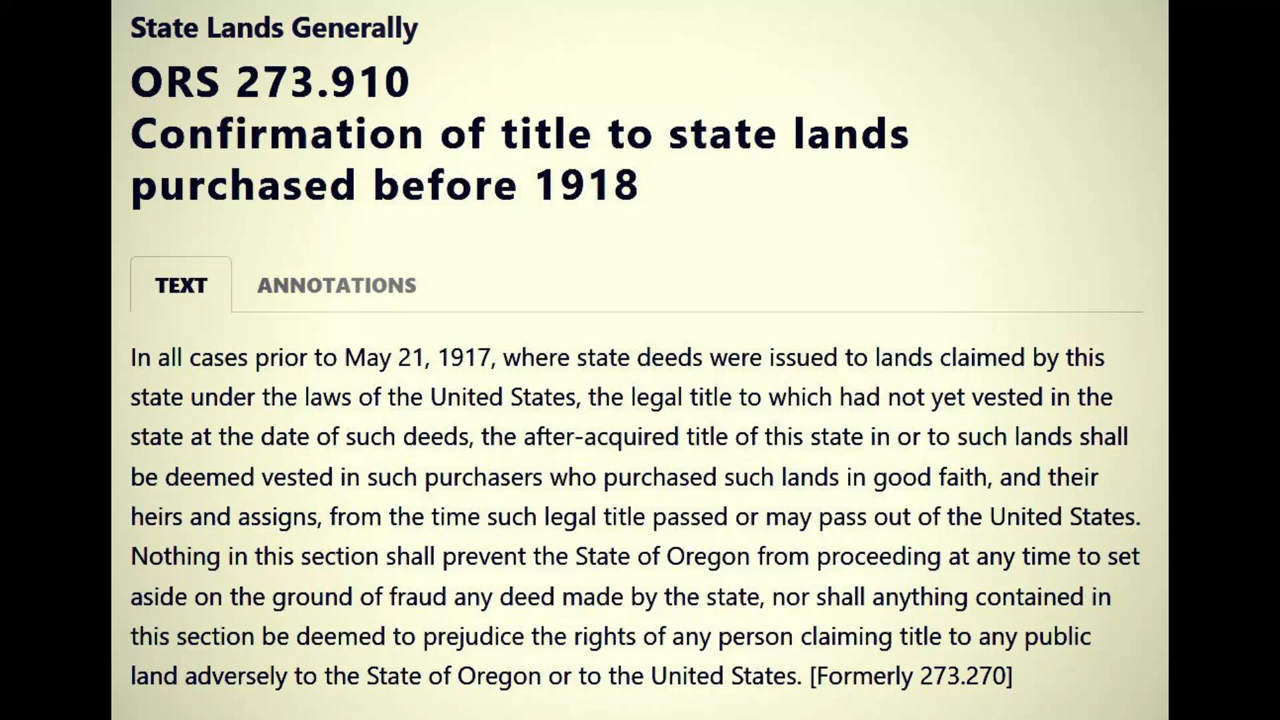 State Lands Generally
ORS 273.910
Confirmation of title to state lands
purchased before 1918
TEXT
ANNOTATIONS
In all cases prior to May 21, 1917, where state deeds were issued to lands claimed by this
state under the laws of the United States, the legal title to which had not yet vested in the
state at the date of such deeds, the after-acquired title of this state in or to such lands shall
be deemed vested in such purchasers who purchased such lands in good faith, and their
heirs and assigns, from the time such legal title passed or may pass out of the United States.
Nothing in this section shall prevent the State of Oregon from proceeding at any time to set
aside on the ground of fraud any deed made by the state, nor shall anything contained in
this section be deemed to prejudice the rights of any person claiming title to any public
land adversely to the State of Oregon or to the United States. [Formerly 273.270]